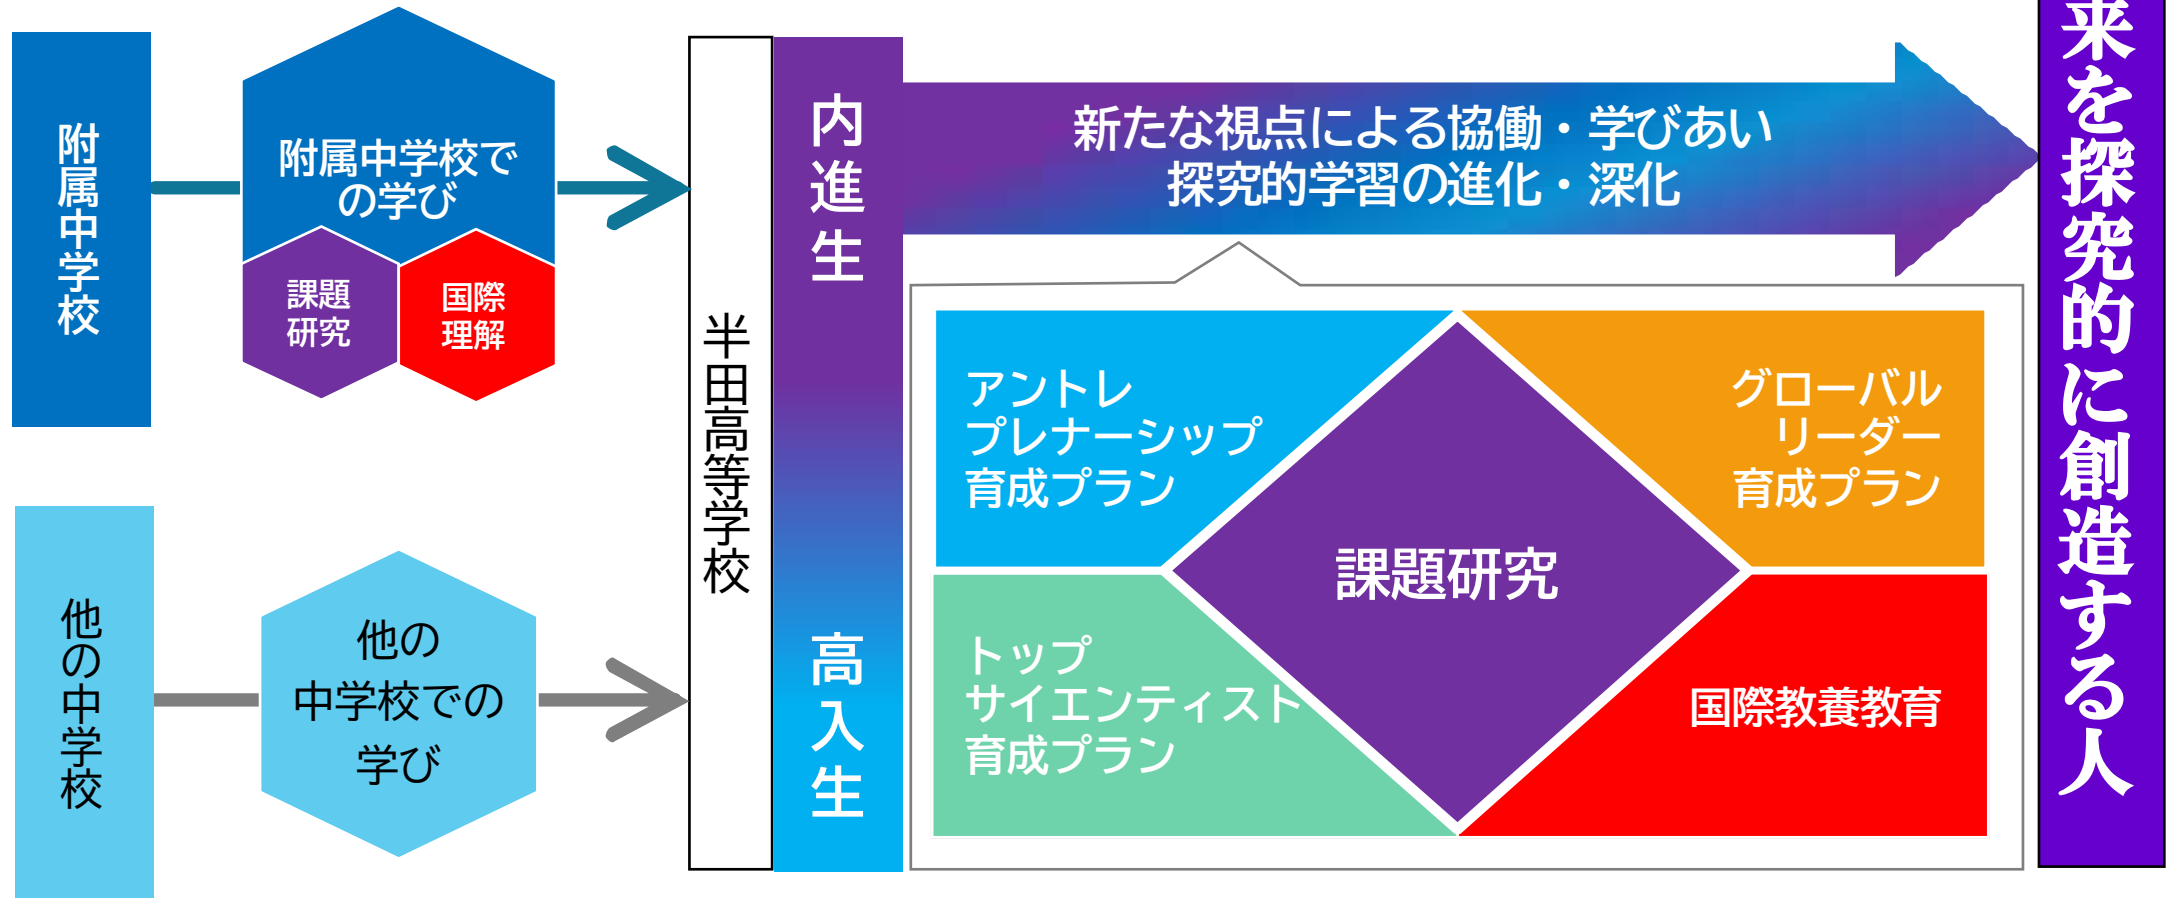 附属中学校
附属中学校で
の学び
課題
研究
国際
理解
他の中学校
他の
中学校での
学び
半田高等学校
内進生
高入生
新たな視点による協働・学びあい
探究的学習の進化・深化
アントレ
プレナーシップ
育成プラン
グローバル
リーダー
育成プラン
課題研究
トップ
サイエンティスト
育成プラン
国際教養教育
来を探究的に創造する人